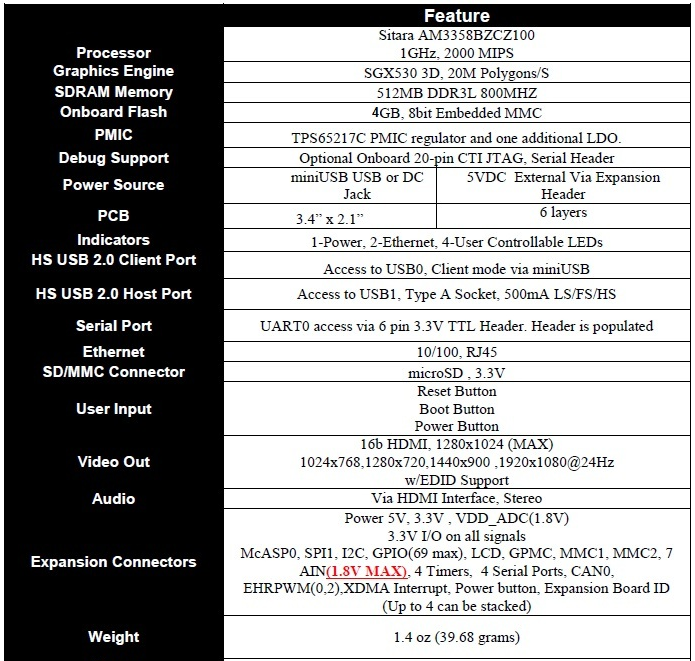 Feature
Processor
Sitara AM3358BZCZ100
1GHz, 2000 MIPS
Graphics Engine
SGX530 3D, 20M Polygons/S
SDRAM Memory
512MB DDR3L 800MHZ
Onboard Flash
4GB, 8bit Embedded MMC
PMIC
TPS65217C PMIC regulator and one additional LDO.
Debug Support
Optional Onboard 20-pin CTI JTAG, Serial Header
Power Source
miniUSB USB or DC
Jack
5VDC External Via Expansion
Header
PCB
3.4” x 2.1”
6 layers
Indicators
1-Power, 2-Ethernet, 4-User Controllable LEDs
HS USB 2.0 Client Port
Access to USB0, Client mode via miniUSB
HS USB 2.0 Host Port
Access to USB1, Type A Socket, 500mA LS/FS/HS
Serial Port
UART0 access via 6 pin 3.3V TTL Header. Header is populated
Ethernet
10/100, RJ45
SD/MMC Connector
microSD , 3.3V
User Input
Reset Button
Boot Button
Power Button
Video Out
16b HDMI, 1280x1024 (MAX)
1024x768,1280x720,1440x900 ,1920x1080@24Hz
w/EDID Support
Audio
Via HDMI Interface, Stereo
Expansion Connectors
Power 5V, 3.3V , VDD_ADC(1.8V)
3.3V I/O on all signals
McASP0, SPI1, I2C, GPIO(69 max), LCD, GPMC, MMC1, MMC2, 7
AIN(1.8V MAX), 4 Timers, 4 Serial Ports, CAN0,
EHRPWM(0,2),XDMA Interrupt, Power button, Expansion Board ID
(Up to 4 can be stacked)
Weight
1.4 oz (39.68 grams)